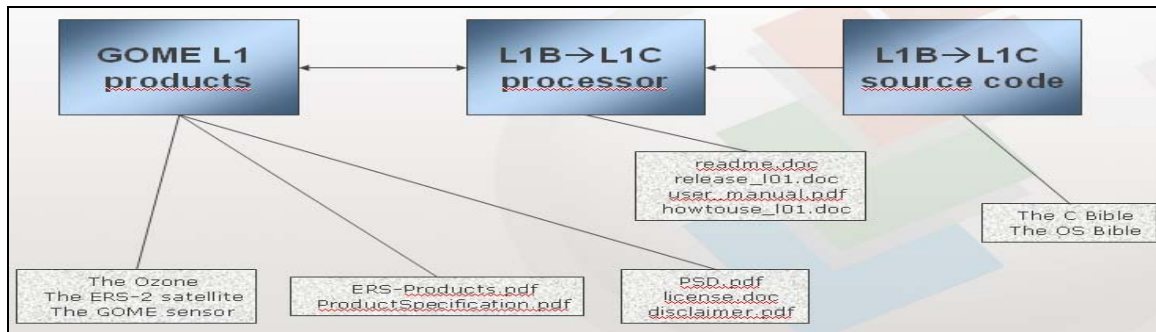 GOME L1
products
L1B→L1C
processor
L1B→L1C
source code
readme.doc
release_l01.doc
user_manual.pdf
howtouse_l01.doc
The C Bible
The OS Bible
The Ozone
The ERS-2 satellite
The GOME sensor
ERS-Products.pdf
ProductSpecification.pdf
PSD.pdf
license.doc
disclaimer.pdf